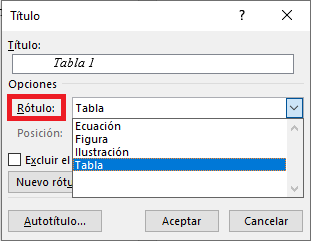 Título
Título:
Tabla 1
Opciones
Rótulo:
Tabla
Posición:
Ecuación
Figura
Ilustración
Tabla
Excluir el
Nuevo rótu
Autotítulo...
Aceptar
Cancelar